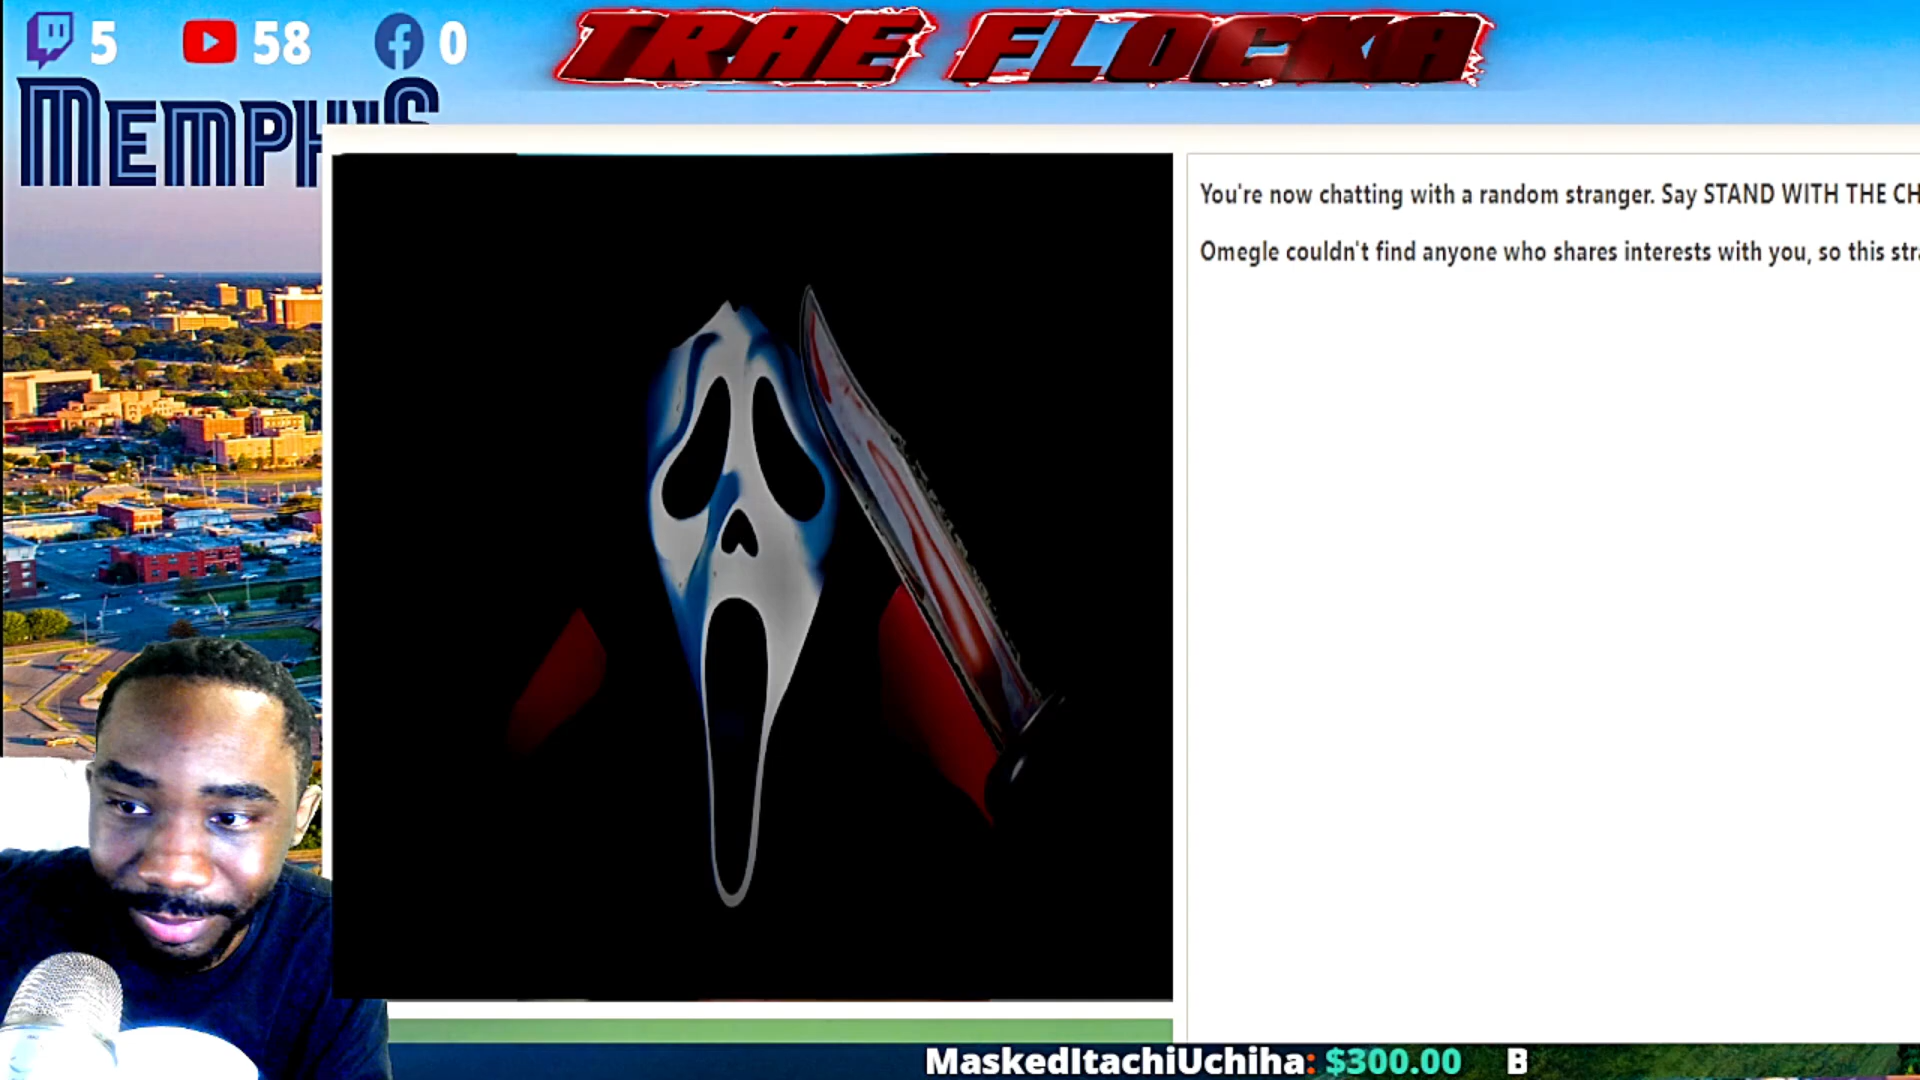 5 58 0
TRAE FLOCKA
MEMPHIS
You're now chatting with a random stranger. Say STAND WITH THE CH
Omegle couldn't find anyone who shares interests with you, so this stra
MaskedItachiUchiha: $300.00 B